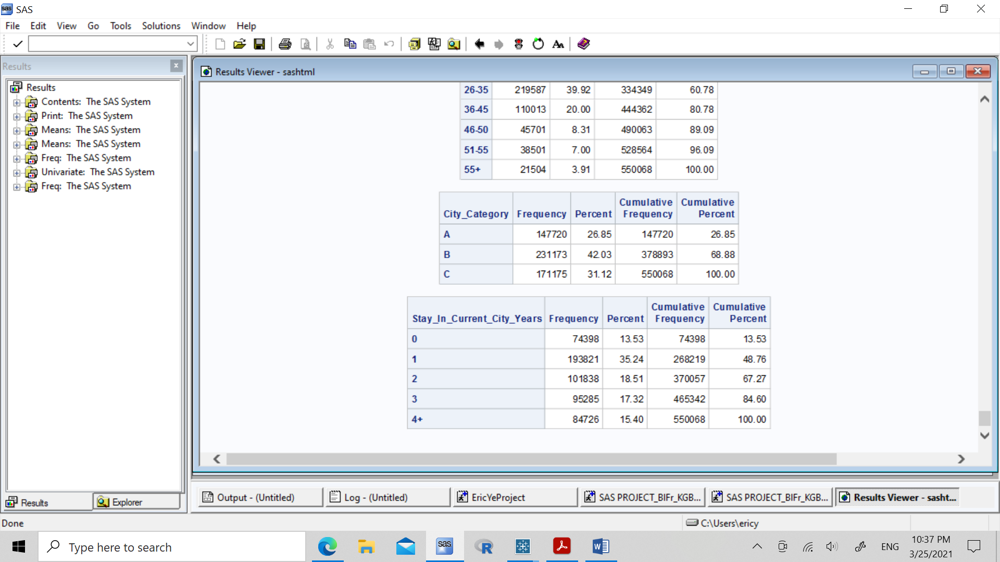 SAS
File Edit View Go Tools Solutions Window Help
Results
Results
Contents: The SAS System
Print: The SAS System
Means: The SAS System
Means: The SAS System
Freq: The SAS System
Univariate: The SAS System
Freq: The SAS System
Results Explorer
Results Viewer - sashtml
26-35 219587 39.92 334349 60.78
36-45 110013 20.00 444362 80.78
46-50 45701 8.31 490063 89.09
51-55 38501 7.00 528564 96.09
55+ 21504 3.91 550068 100.00
City_Category Frequency Percent Cumulative Frequency Cumulative Percent
A 147720 26.85 147720 26.85
B 231173 42.03 378893 68.88
C 171175 31.12 550068 100.00
Stay_In_Current_City_Years Frequency Percent Cumulative Frequency Cumulative Percent
0 74398 13.53 74398 13.53
1 193821 35.24 268219 48.76
2 101838 18.51 370057 67.27
3 95285 17.32 465342 84.60
4+ 84726 15.40 550068 100.00
Output - (Untitled) Log - (Untitled) EricYeProject SAS PROJECT_BIFr_KGB... SAS PROJECT_BIFr_KGB... Results Viewer - sasht...
Done C:\Users\ericy
Type here to search
sas R W
ENG
10:37 PM
3/25/2021